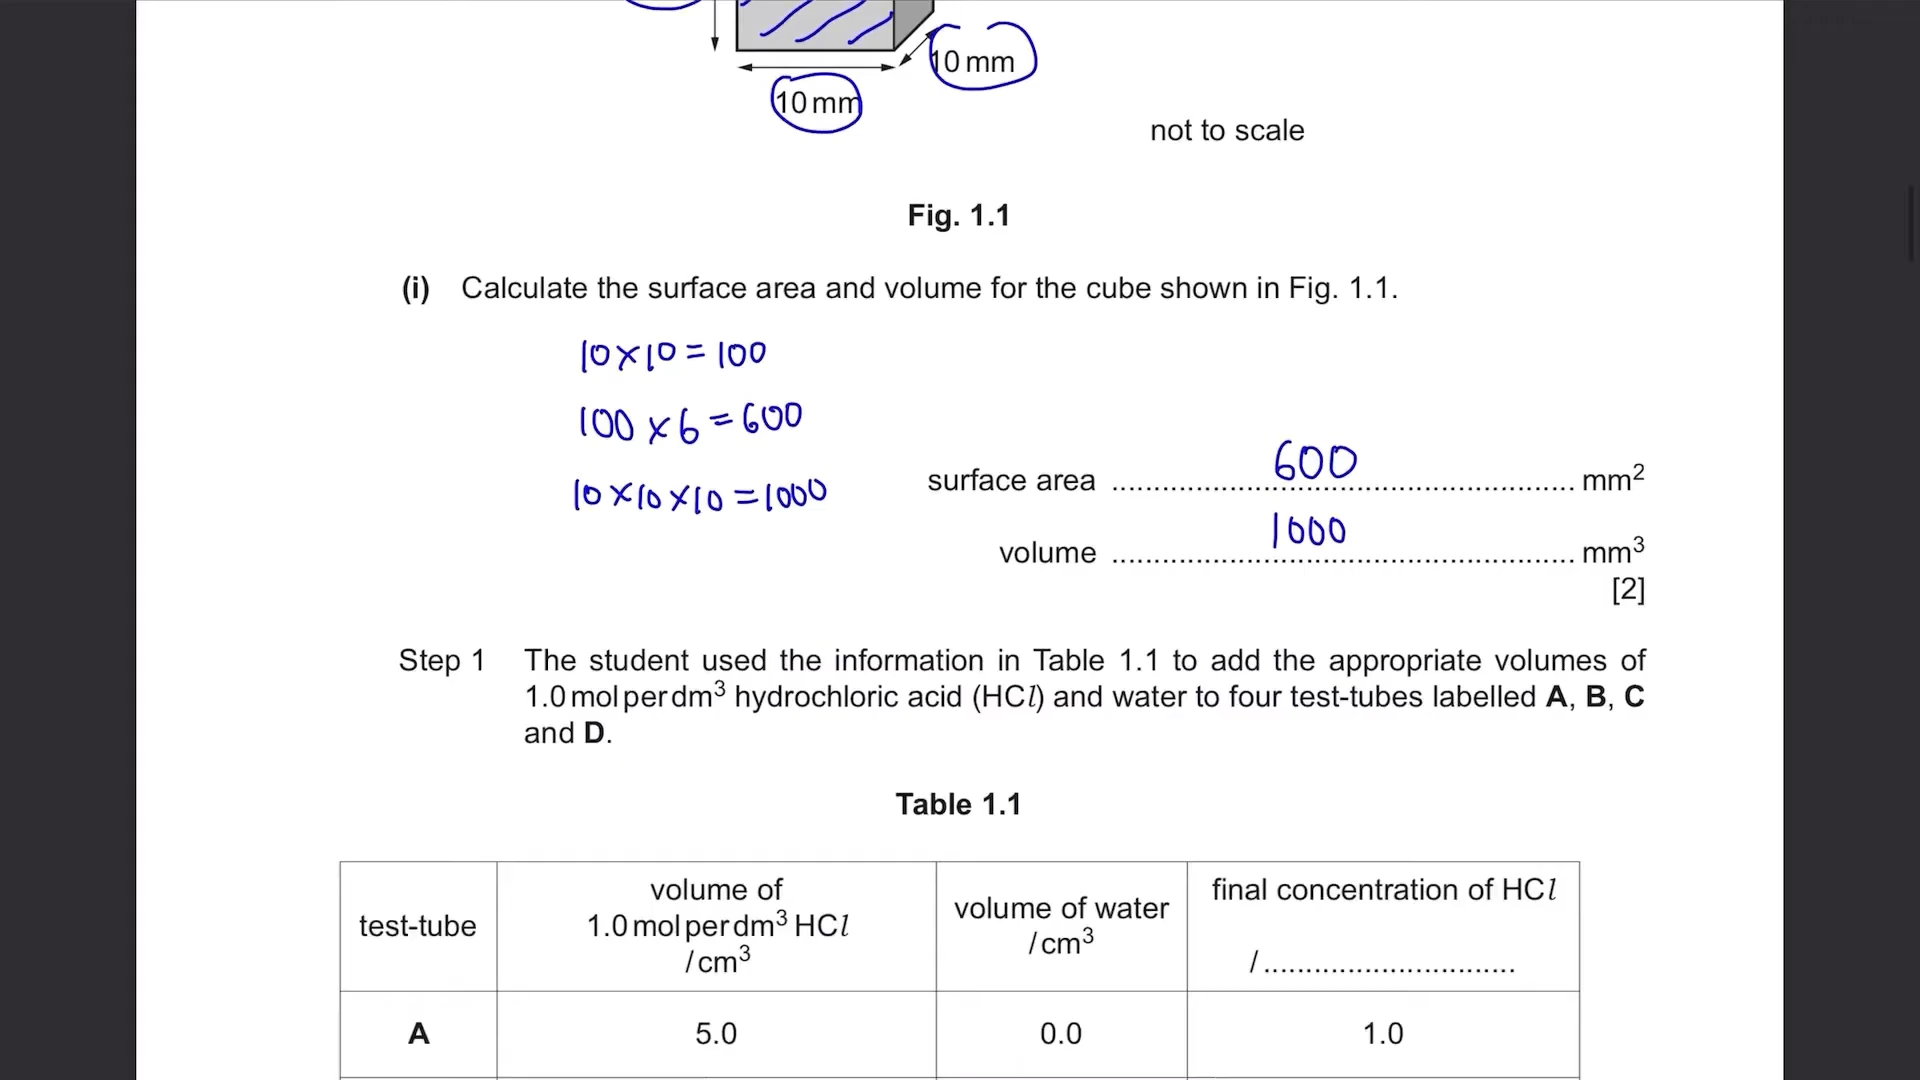 10 mm
10 mm
not to scale
Fig. 1.1
(i) Calculate the surface area and volume for the cube shown in Fig. 1.1.
10×10=100
100×6=600
10×10×10=1000
surface area ........................................................ 600 mm²
volume ........................................................ 1000 mm³
[2]
Step 1 The student used the information in Table 1.1 to add the appropriate volumes of
1.0 mol per dm³ hydrochloric acid (HCl) and water to four test-tubes labelled A, B, C
and D.
Table 1.1
test-tube
volume of
1.0 mol per dm³ HCl
/ cm³
volume of water
/ cm³
final concentration of HCl
/ ..............................
A 5.0 0.0 1.0